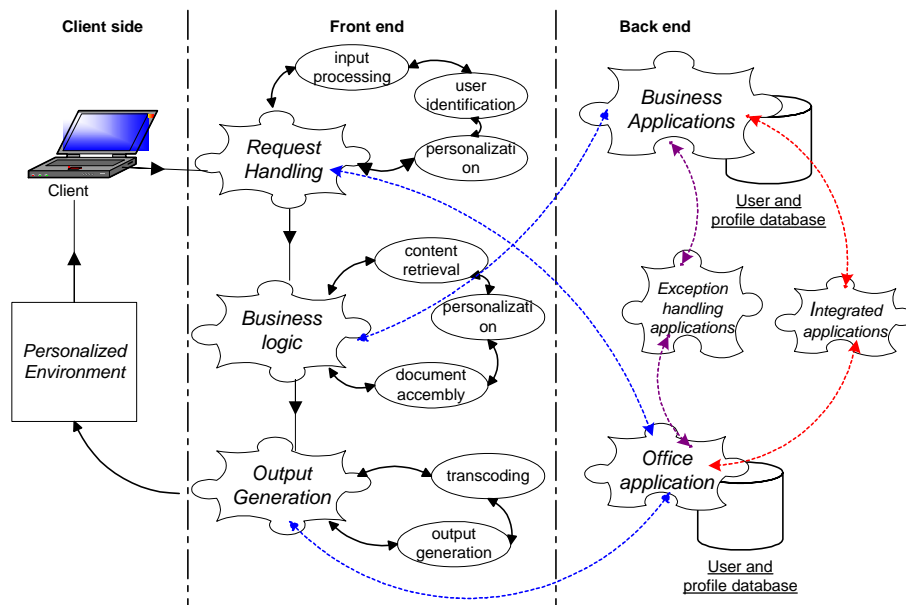 Client side
Front end
Back end
input
processing
user
identification
personalizati
on
Request
Handling
Client
Business
Applications
User and
profile database
content
retrieval
personalizati
on
document
accembly
Business
logic
Exception
handling
applications
Integrated
applications
Personalized
Environment
Output
Generation
transcoding
output
generation
Office
application
User and
profile database